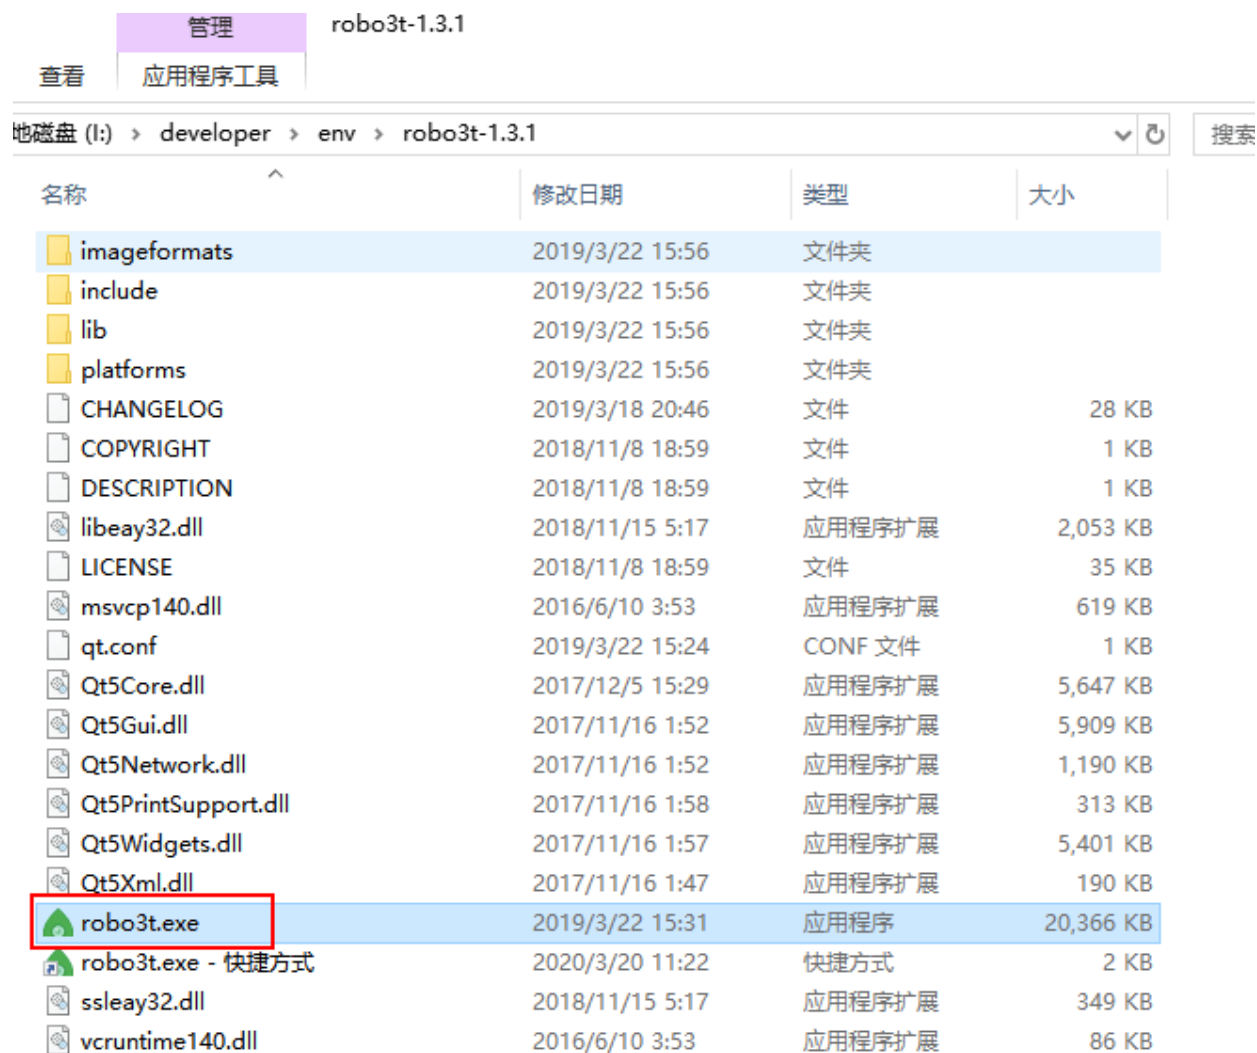 管理 robo3t-1.3.1
查看 应用程序工具
地磁盘 (I:) › developer › env › robo3t-1.3.1 搜索
名称 修改日期 类型 大小
imageformats 2019/3/22 15:56 文件夹
include 2019/3/22 15:56 文件夹
lib 2019/3/22 15:56 文件夹
platforms 2019/3/22 15:56 文件夹
CHANGELOG 2019/3/18 20:46 文件 28 KB
COPYRIGHT 2018/11/8 18:59 文件 1 KB
DESCRIPTION 2018/11/8 18:59 文件 1 KB
libeay32.dll 2018/11/15 5:17 应用程序扩展 2,053 KB
LICENSE 2018/11/8 18:59 文件 35 KB
msvcp140.dll 2016/6/10 3:53 应用程序扩展 619 KB
qt.conf 2019/3/22 15:24 CONF 文件 1 KB
Qt5Core.dll 2017/12/5 15:29 应用程序扩展 5,647 KB
Qt5Gui.dll 2017/11/16 1:52 应用程序扩展 5,909 KB
Qt5Network.dll 2017/11/16 1:52 应用程序扩展 1,190 KB
Qt5PrintSupport.dll 2017/11/16 1:58 应用程序扩展 313 KB
Qt5Widgets.dll 2017/11/16 1:57 应用程序扩展 5,401 KB
Qt5Xml.dll 2017/11/16 1:47 应用程序扩展 190 KB
robo3t.exe 2019/3/22 15:31 应用程序 20,366 KB
robo3t.exe - 快捷方式 2020/3/20 11:22 快捷方式 2 KB
ssleay32.dll 2018/11/15 5:17 应用程序扩展 349 KB
vcruntime140.dll 2016/6/10 3:53 应用程序扩展 86 KB